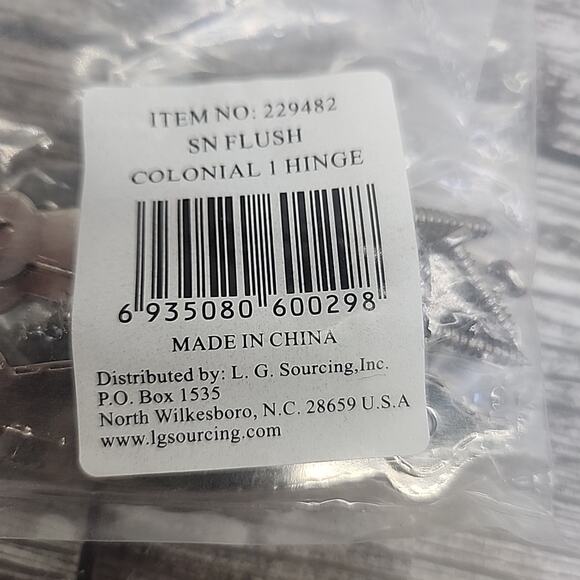 ITEM NO: 229482
SN FLUSH
COLONIAL 1 HINGE
6 935080 600298
MADE IN CHINA
Distributed by: L. G. Sourcing,Inc.
P.O. Box 1535
North Wilkesboro, N.C. 28659 U.S.A
www.lgsourcing.com